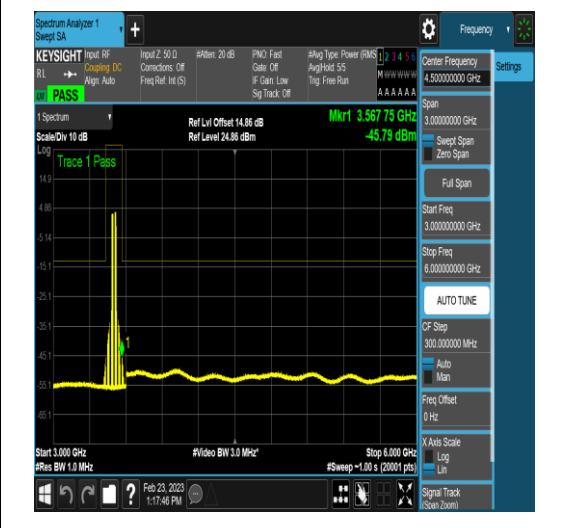 Spectrum Analyzer 1
Swept SA
Frequency
KEYSIGHT
RL
Input: RF
Coupling: DC
Align: Auto
Input Z: 50 Ω
Corrections: Off
Freq Ref: Int (S)
#Atten: 20 dB
PNO: Fast
Gate: Off
IF Gain: Low
Sig Track: Off
#Avg Type: Power (RMS
Avg|Hold: 5/5
Trig: Free Run
1 2 3 4 5 6
M W W W W W
A A A A A A
PASS
1 Spectrum
Scale/Div 10 dB
Ref Lvl Offset 14.86 dB
Ref Level 24.86 dBm
Mkr1 3.567 75 GHz
-45.79 dBm
Log
Trace 1 Pass
14.9
4.86
-5.14
-15.1
-25.1
-35.1
-45.1
-55.1
-65.1
1
Start 3.000 GHz
#Res BW 1.0 MHz
#Video BW 3.0 MHz*
Stop 6.000 GHz
#Sweep ~1.00 s (20001 pts)
?
Feb 23, 2023
1:17:46 PM
Center Frequency
4.500000000 GHz
Settings
Span
3.00000000 GHz
Swept Span
Zero Span
Full Span
Start Freq
3.000000000 GHz
Stop Freq
6.000000000 GHz
AUTO TUNE
CF Step
300.000000 MHz
Auto
Man
Freq Offset
0 Hz
X Axis Scale
Log
Lin
Signal Track
(Span Zoom)